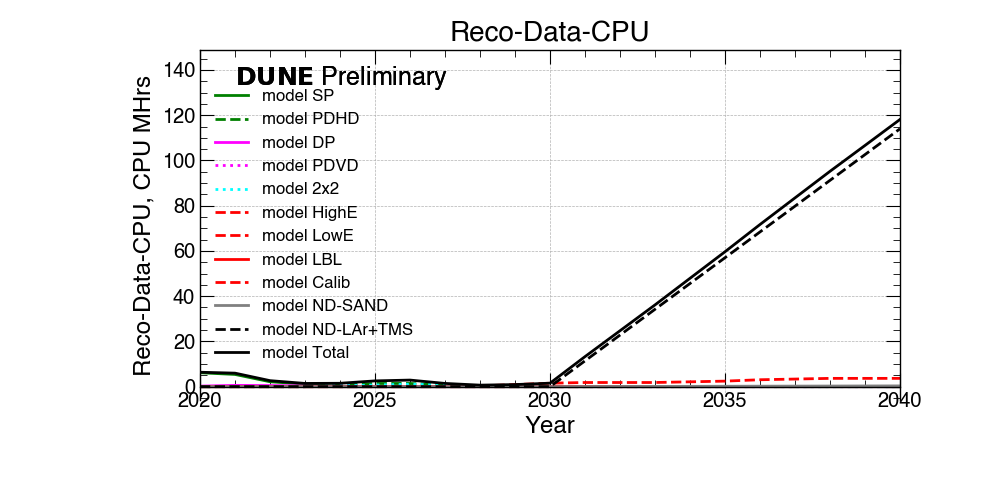 Reco-Data-CPU
DUNE Preliminary
model SP
model PDHD
model DP
model PDVD
model 2x2
model HighE
model LowE
model LBL
model Calib
model ND-SAND
model ND-LAr+TMS
model Total
Reco-Data-CPU, CPU MHrs
140
120
100
80
60
40
20
0
2020
2025
2030
2035
2040
Year